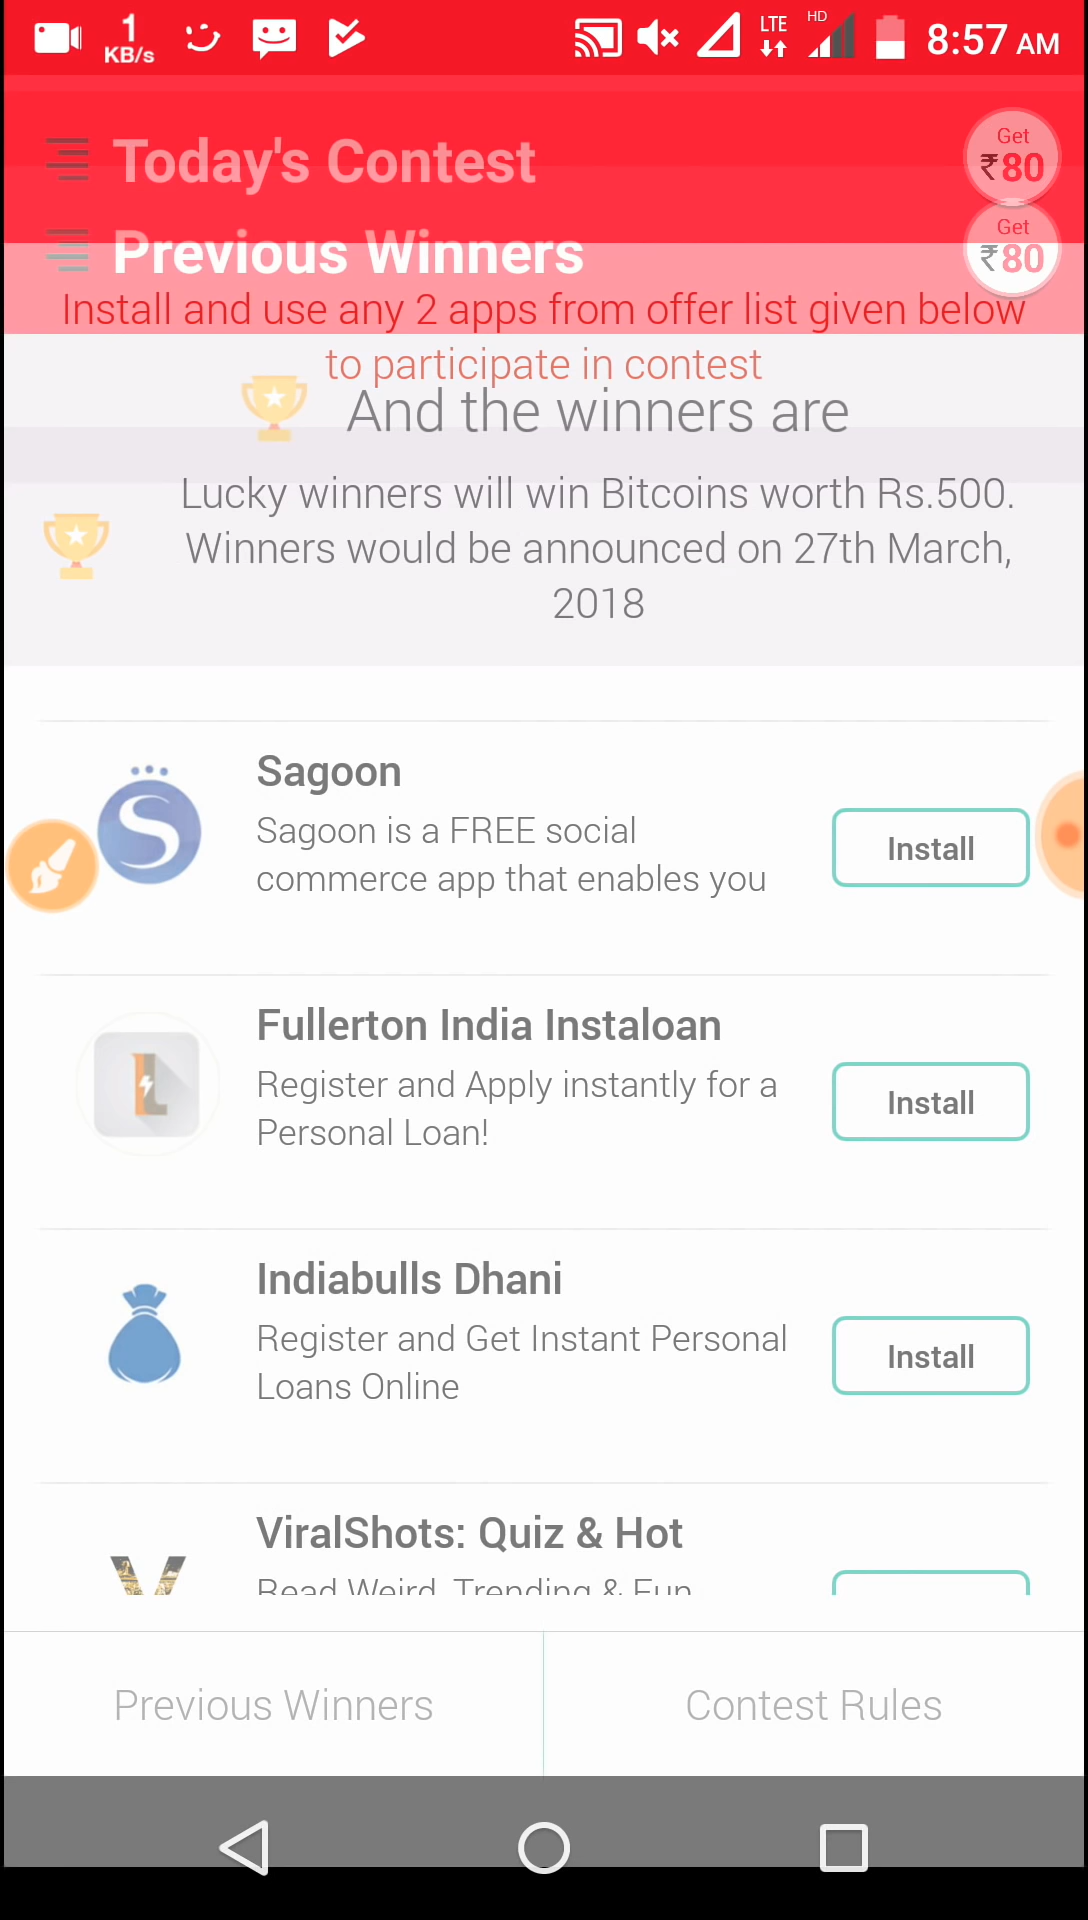 1
KB/s
LTE
HD
8:57 AM
Today's Contest
Get
₹80
Previous Winners
Get
₹80
Install and use any 2 apps from offer list given below
to participate in contest
And the winners are
Lucky winners will win Bitcoins worth Rs.500.
Winners would be announced on 27th March,
2018
Sagoon
Sagoon is a FREE social
commerce app that enables you
Install
Fullerton India Instaloan
Register and Apply instantly for a
Personal Loan!
Install
Indiabulls Dhani
Register and Get Instant Personal
Loans Online
Install
ViralShots: Quiz & Hot
Read Weird, Trending & Fun
Previous Winners
Contest Rules